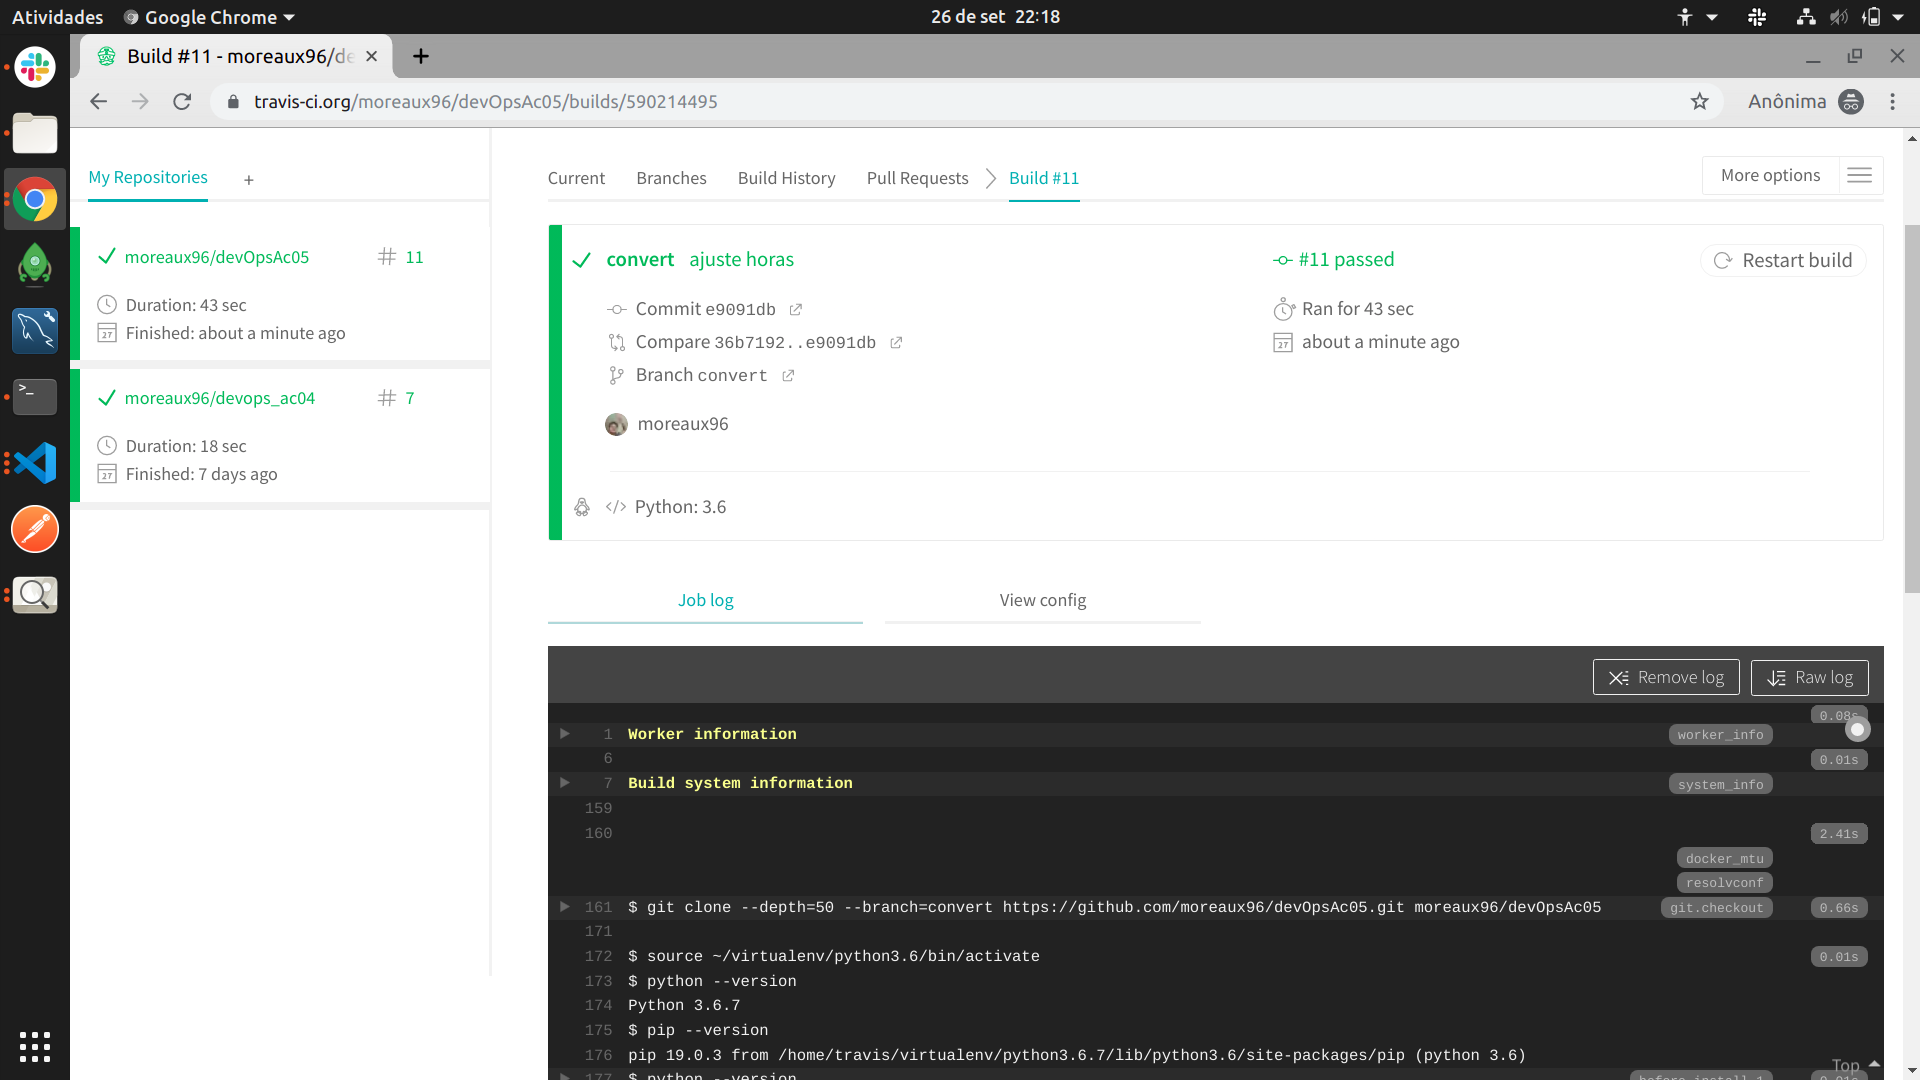 Atividades
Google Chrome
26 de set 22:18
Build #11 - moreaux96/de
travis-ci.org/moreaux96/devOpsAc05/builds/590214495
Anônima
My Repositories
+
Current
Branches
Build History
Pull Requests
Build #11
More options
moreaux96/devOpsAc05
# 11
Duration: 43 sec
Finished: about a minute ago
moreaux96/devops_ac04
# 7
Duration: 18 sec
Finished: 7 days ago
convert ajuste horas
#11 passed
Restart build
Commit e9091db
Ran for 43 sec
Compare 36b7192..e9091db
about a minute ago
Branch convert
moreaux96
Python: 3.6
Job log
View config
Remove log
Raw log
0.08s
1 Worker information worker_info
6 0.01s
7 Build system information system_info
159
160 2.41s
docker_mtu
resolvconf
161 $ git clone --depth=50 --branch=convert https://github.com/moreaux96/devOpsAc05.git moreaux96/devOpsAc05 git.checkout 0.66s
171
172 $ source ~/virtualenv/python3.6/bin/activate 0.01s
173 $ python --version
174 Python 3.6.7
175 $ pip --version
176 pip 19.0.3 from /home/travis/virtualenv/python3.6.7/lib/python3.6/site-packages/pip (python 3.6)
Top
177 $ python --version before_install.1 0.01s